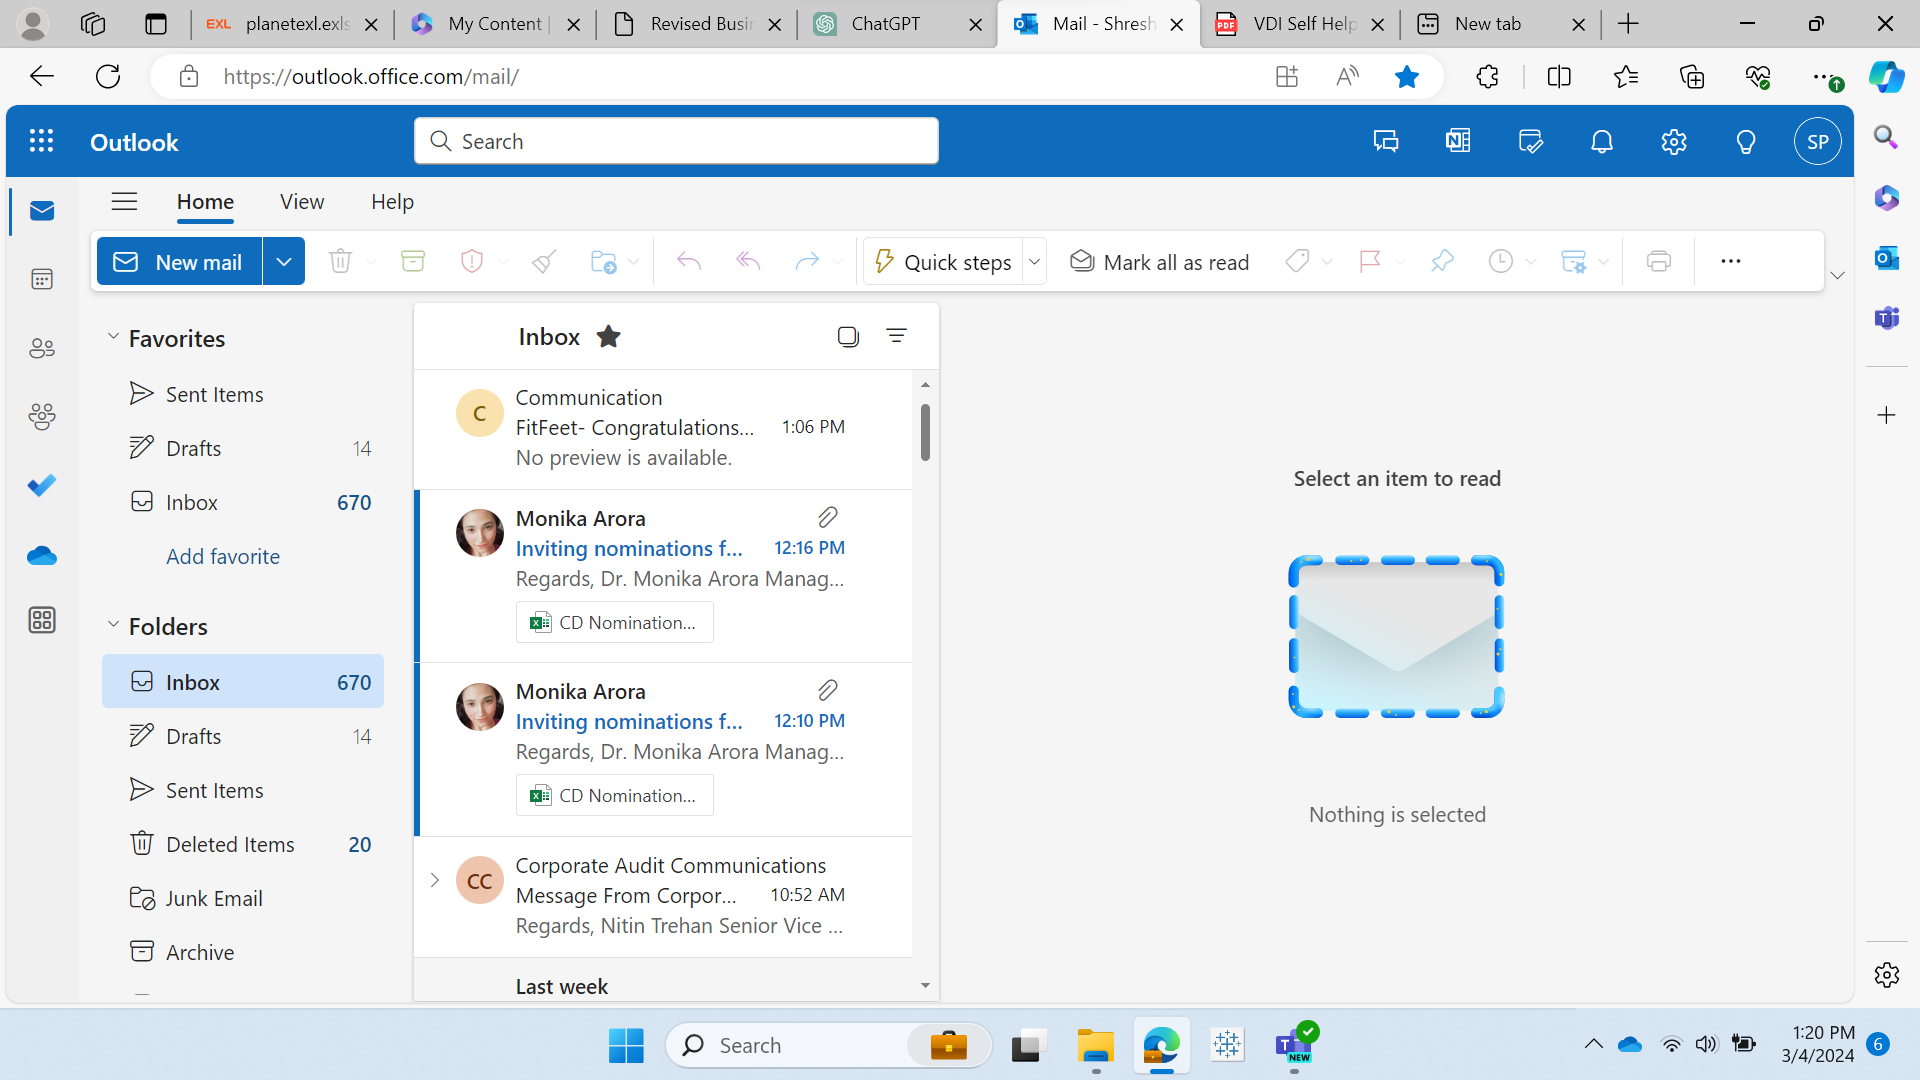 EXL planetexl.exls
My Content |
Revised Busin
ChatGPT
Mail - Shresh
PDF VDI Self Help
New tab
https://outlook.office.com/mail/
Outlook
Search
SP
Home View Help
New mail
Quick steps
Mark all as read
Favorites
Sent Items
Drafts 14
Inbox 670
Add favorite
Folders
Inbox 670
Drafts 14
Sent Items
Deleted Items 20
Junk Email
Archive
Inbox
C
Communication
FitFeet- Congratulations... 1:06 PM
No preview is available.
Monika Arora
Inviting nominations f... 12:16 PM
Regards, Dr. Monika Arora Manag...
CD Nomination...
Monika Arora
Inviting nominations f... 12:10 PM
Regards, Dr. Monika Arora Manag...
CD Nomination...
CC
Corporate Audit Communications
Message From Corpor... 10:52 AM
Regards, Nitin Trehan Senior Vice ...
Last week
Select an item to read
Nothing is selected
Search
NEW
1:20 PM
3/4/2024
6